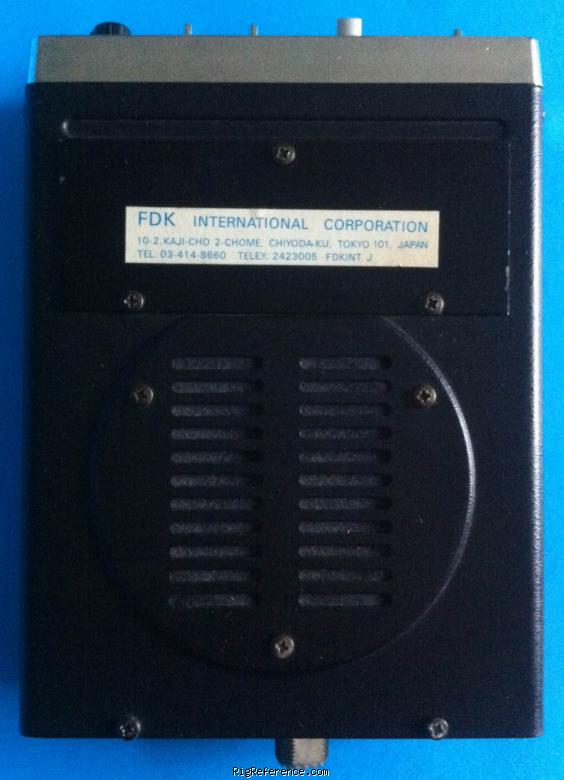 FDK INTERNATIONAL CORPORATION
10-2, KAJI-CHO 2-CHOME, CHIYODA-KU, TOKYO 101, JAPAN
TEL: 03-414-8660 TELEX: 2423005 FDKINT J
RigReference.com